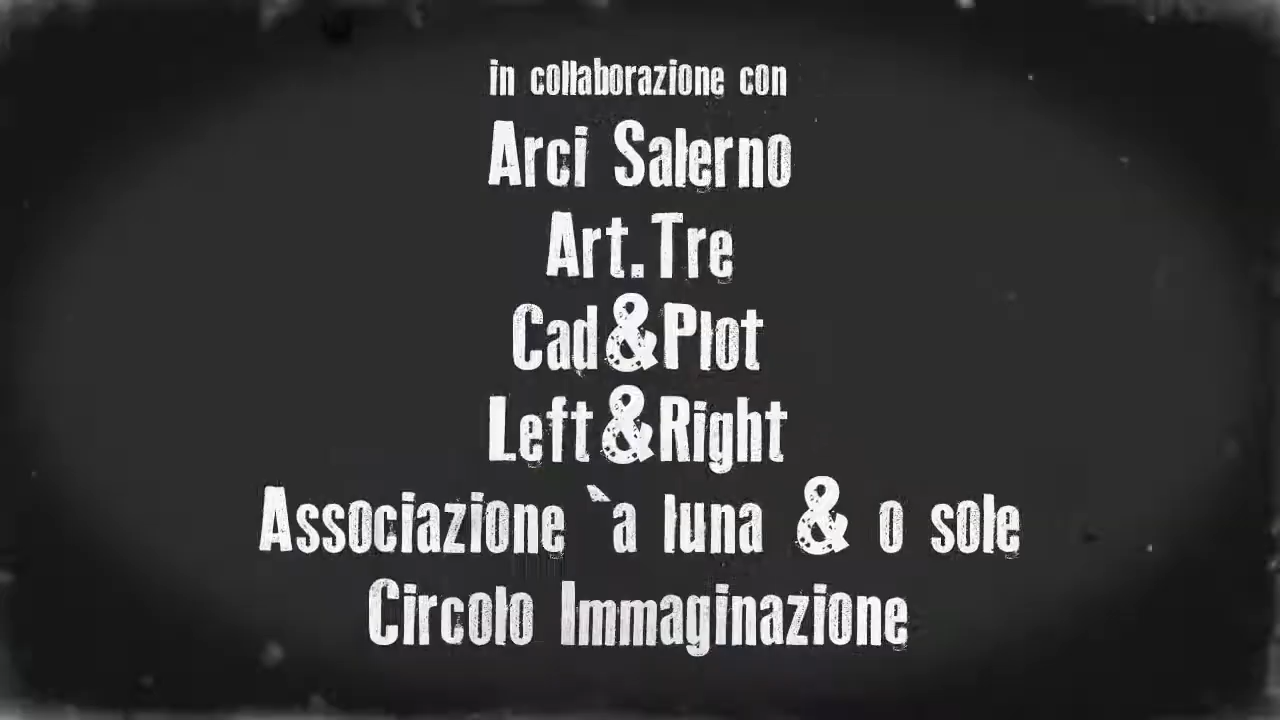 in collaborazione con
Arci Salerno
Art.Tre
Cad&Plot
Left&Right
Associazione `a luna & o sole
Circolo Immaginazione